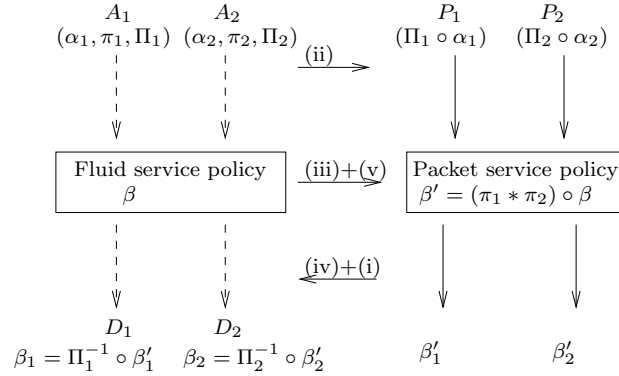 A₁ A₂ P₁ P₂
(α₁, π₁, Π₁) (α₂, π₂, Π₂) (Π₁ ∘ α₁) (Π₂ ∘ α₂)
(ii)
Fluid service policy (iii)+(v) Packet service policy
β β′ = (π₁ ∗ π₂) ∘ β
(iv)+(i)
D₁ D₂
β₁ = Π₁⁻¹ ∘ β′₁ β₂ = Π₂⁻¹ ∘ β′₂ β′₁ β′₂